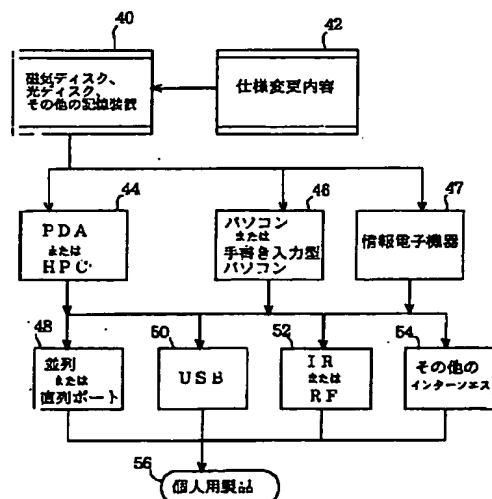 40
42
磁気ディスク、
光ディスク、
その他の記録装置
仕様変更内容
44
46
47
PDA
または
HPC
パソコン
または
手書き入力型
パソコン
情報電子機器
48
50
52
54
並列
または
直列ポート
USB
IR
または
RF
その他の
インターンエス
56
個人用製品